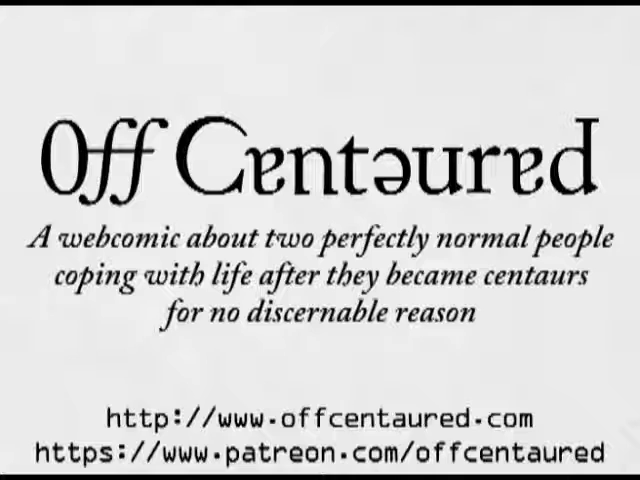 Off Centaured
A webcomic about two perfectly normal people
coping with life after they became centaurs
for no discernable reason
http://www.offcentaured.com
https://www.patreon.com/offcentaured